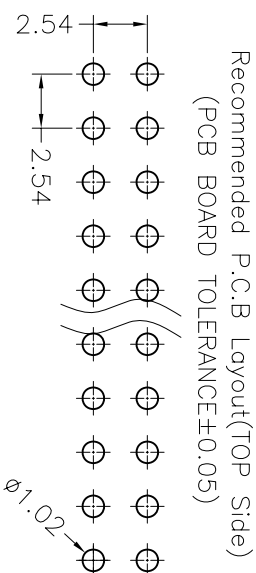 Recommended P.C.B Layout(TOP Side)
(PCB BOARD TOLERANCE±0.05)
2.54
2.54
ø1.02